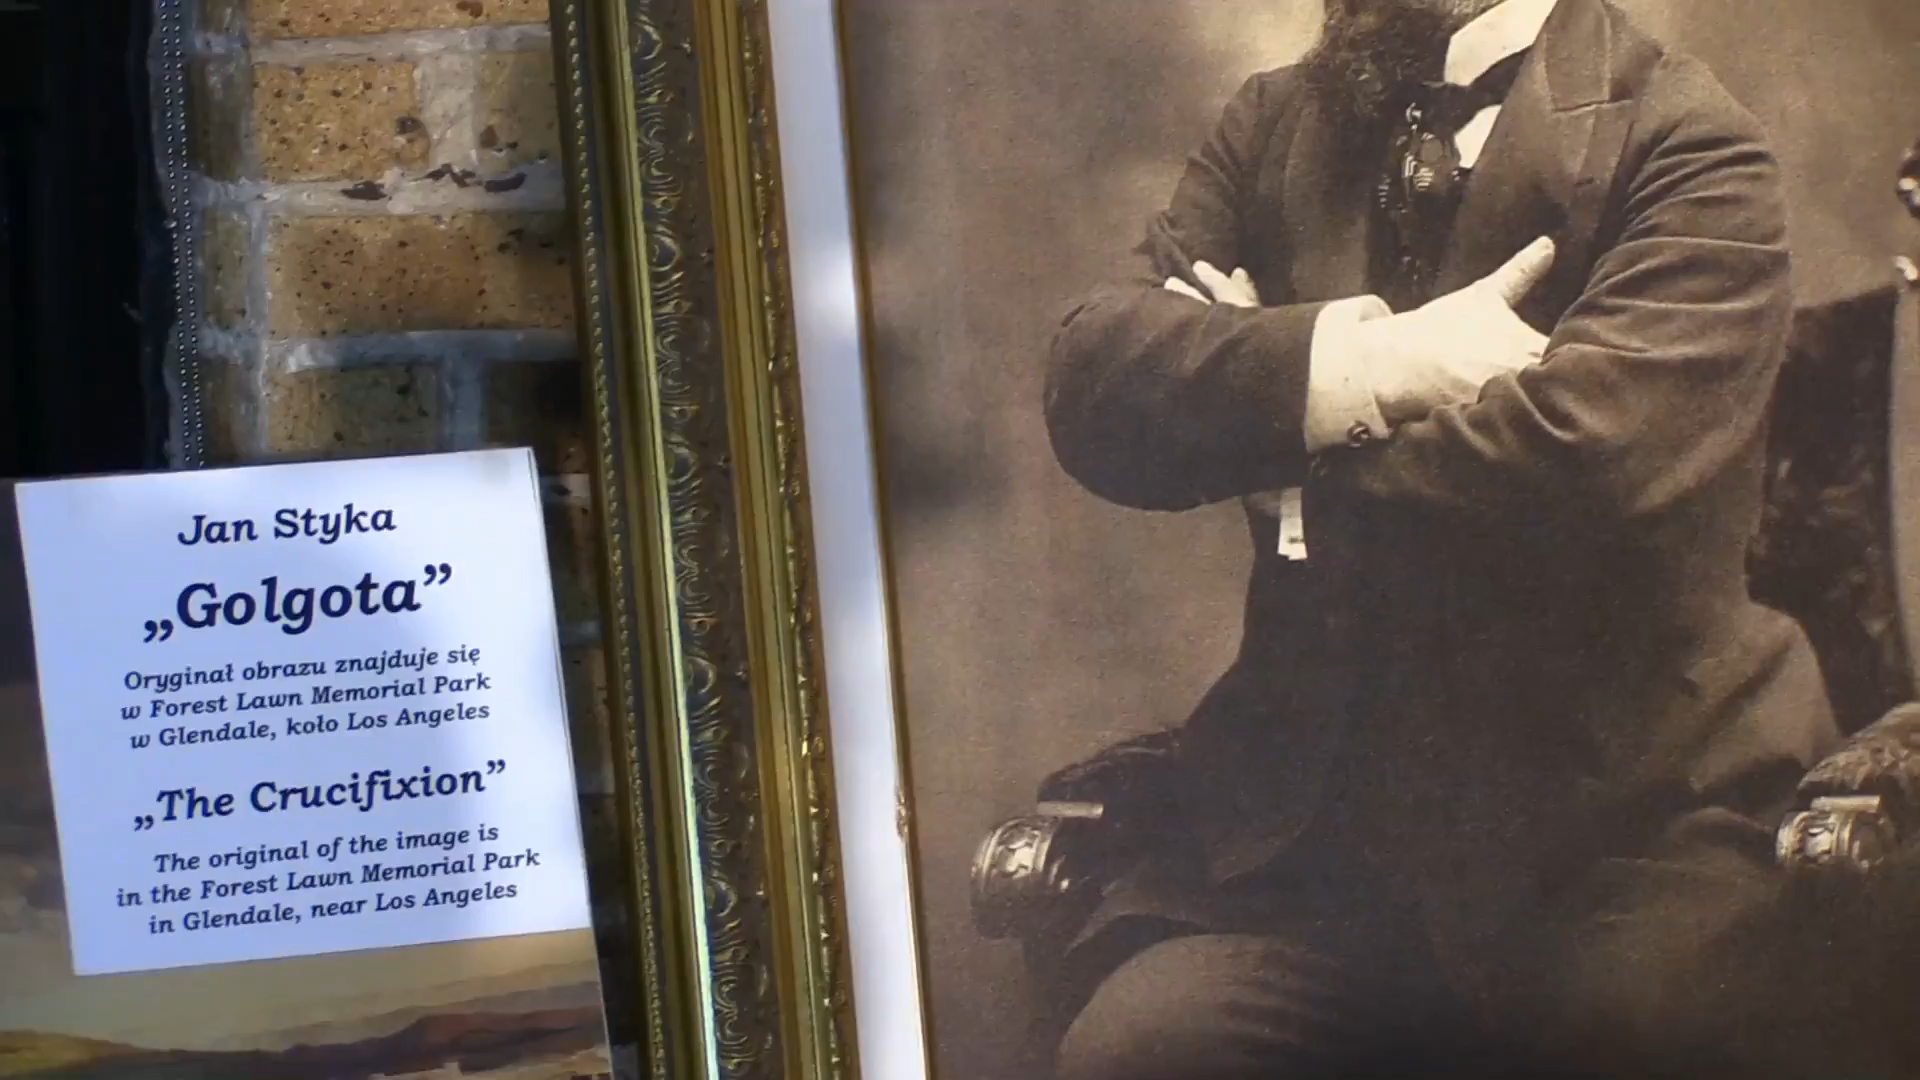 Jan Styka
„Golgota”
Oryginał obrazu znajduje się
w Forest Lawn Memorial Park
w Glendale, koło Los Angeles
„The Crucifixion”
The original of the image is
in the Forest Lawn Memorial Park
in Glendale, near Los Angeles